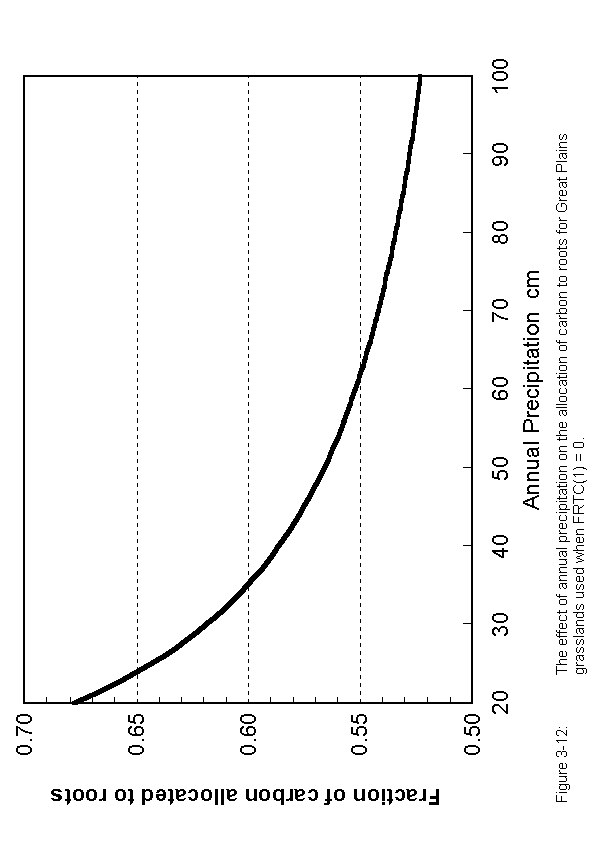 Fraction of carbon allocated to roots
0.70
0.65
0.60
0.55
0.50
20 30 40 50 60 70 80 90 100
Annual Precipitation cm
Figure 3-12: The effect of annual precipitation on the allocation of carbon to roots for Great Plains
grasslands used when FRTC(1) = 0.